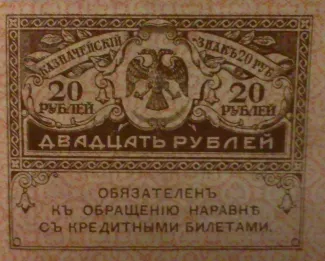 КАЗНАЧЕЙСКІЙ ЗНАКЪ 20 РУБ.
20 РУБЛЕЙ 20 РУБЛЕЙ
ДВАДЦАТЬ РУБЛЕЙ
ОБЯЗАТЕЛЕНЪ
КЪ ОБРАЩЕНІЮ НАРАВНѢ
СЪ КРЕДИТНЫМИ БИЛЕТАМИ.